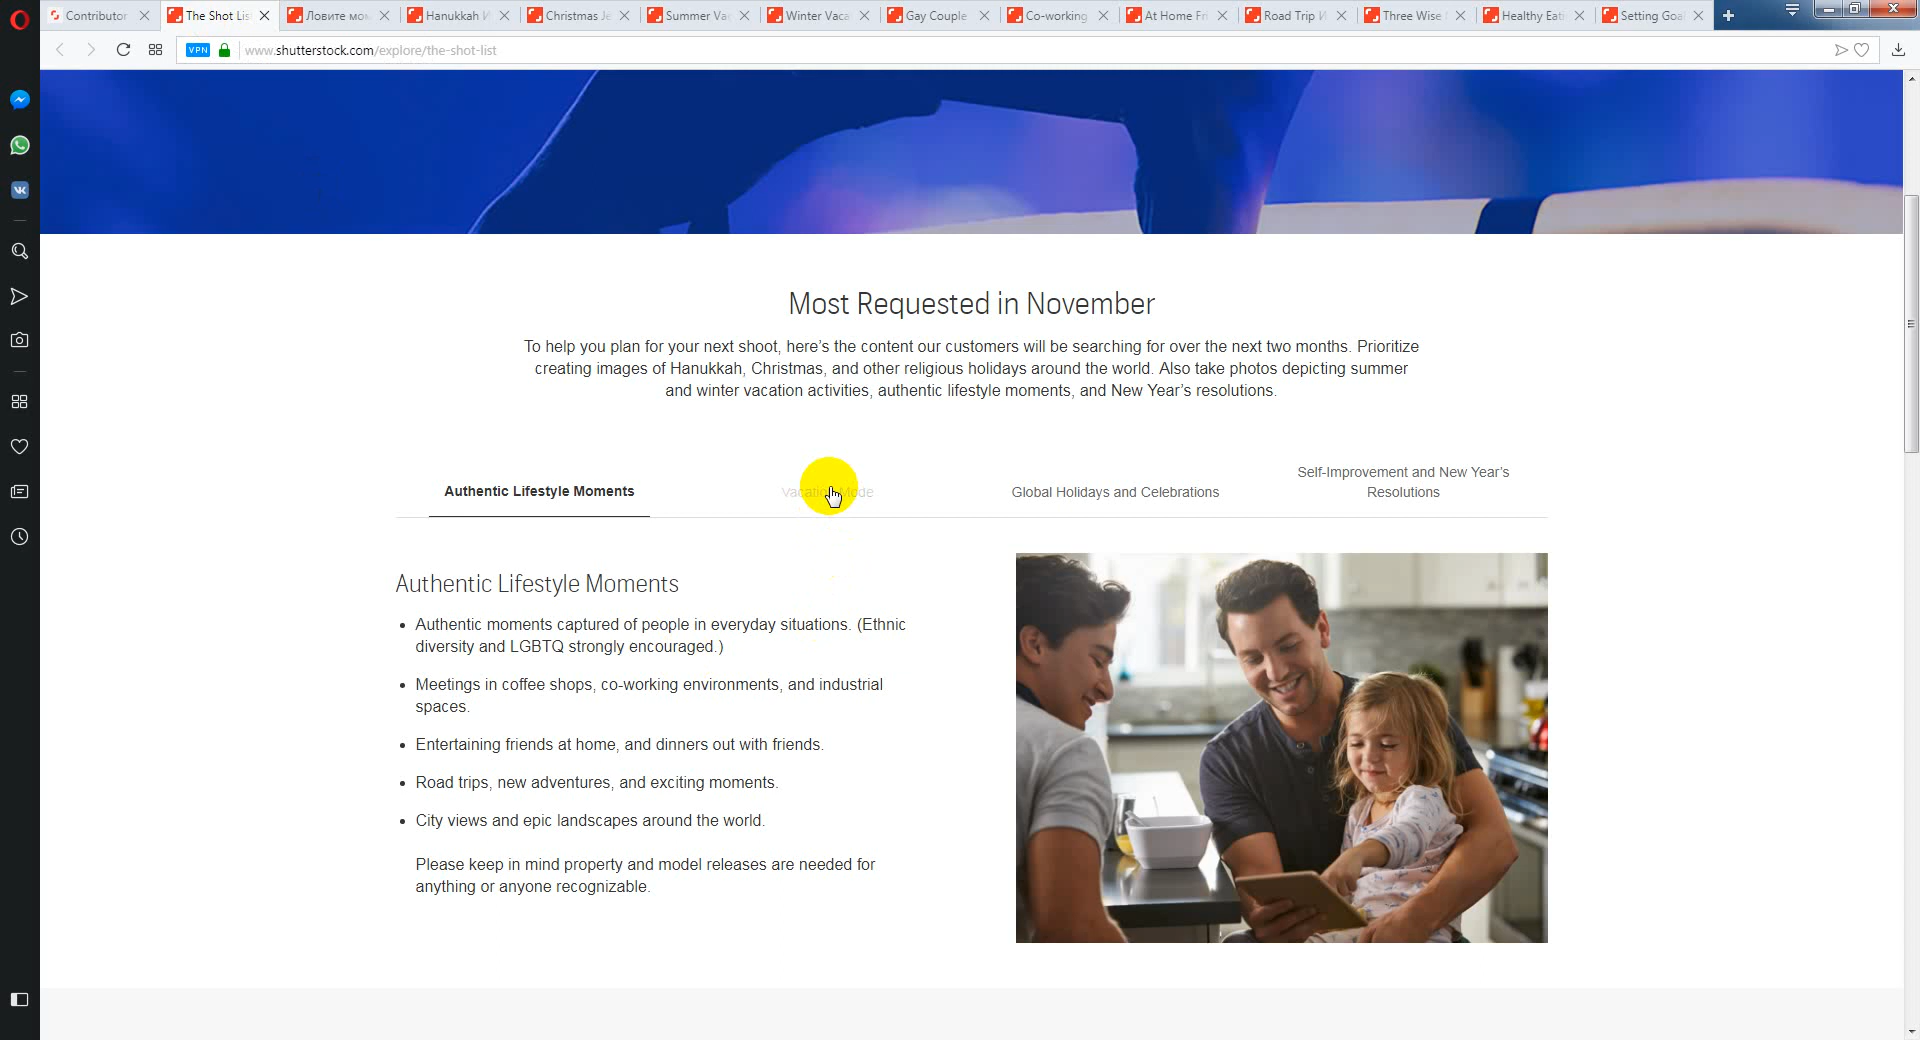 Contributor
The Shot Lis
Ловите мо
Hanukkah И
Christmas Je
Summer Va
Winter Vaca
Gay Couple
Co-working
At Home Fri
Road Trip И
Three Wise
Healthy Eati
Setting Goa
VPN
www.shutterstock.com/explore/the-shot-list
Most Requested in November
To help you plan for your next shoot, here’s the content our customers will be searching for over the next two months. Prioritize
creating images of Hanukkah, Christmas, and other religious holidays around the world. Also take photos depicting summer
and winter vacation activities, authentic lifestyle moments, and New Year’s resolutions.
Authentic Lifestyle Moments
Vacation Mode
Global Holidays and Celebrations
Self-Improvement and New Year’s
Resolutions
Authentic Lifestyle Moments
Authentic moments captured of people in everyday situations. (Ethnic
diversity and LGBTQ strongly encouraged.)
Meetings in coffee shops, co-working environments, and industrial
spaces.
Entertaining friends at home, and dinners out with friends.
Road trips, new adventures, and exciting moments.
City views and epic landscapes around the world.
Please keep in mind property and model releases are needed for
anything or anyone recognizable.